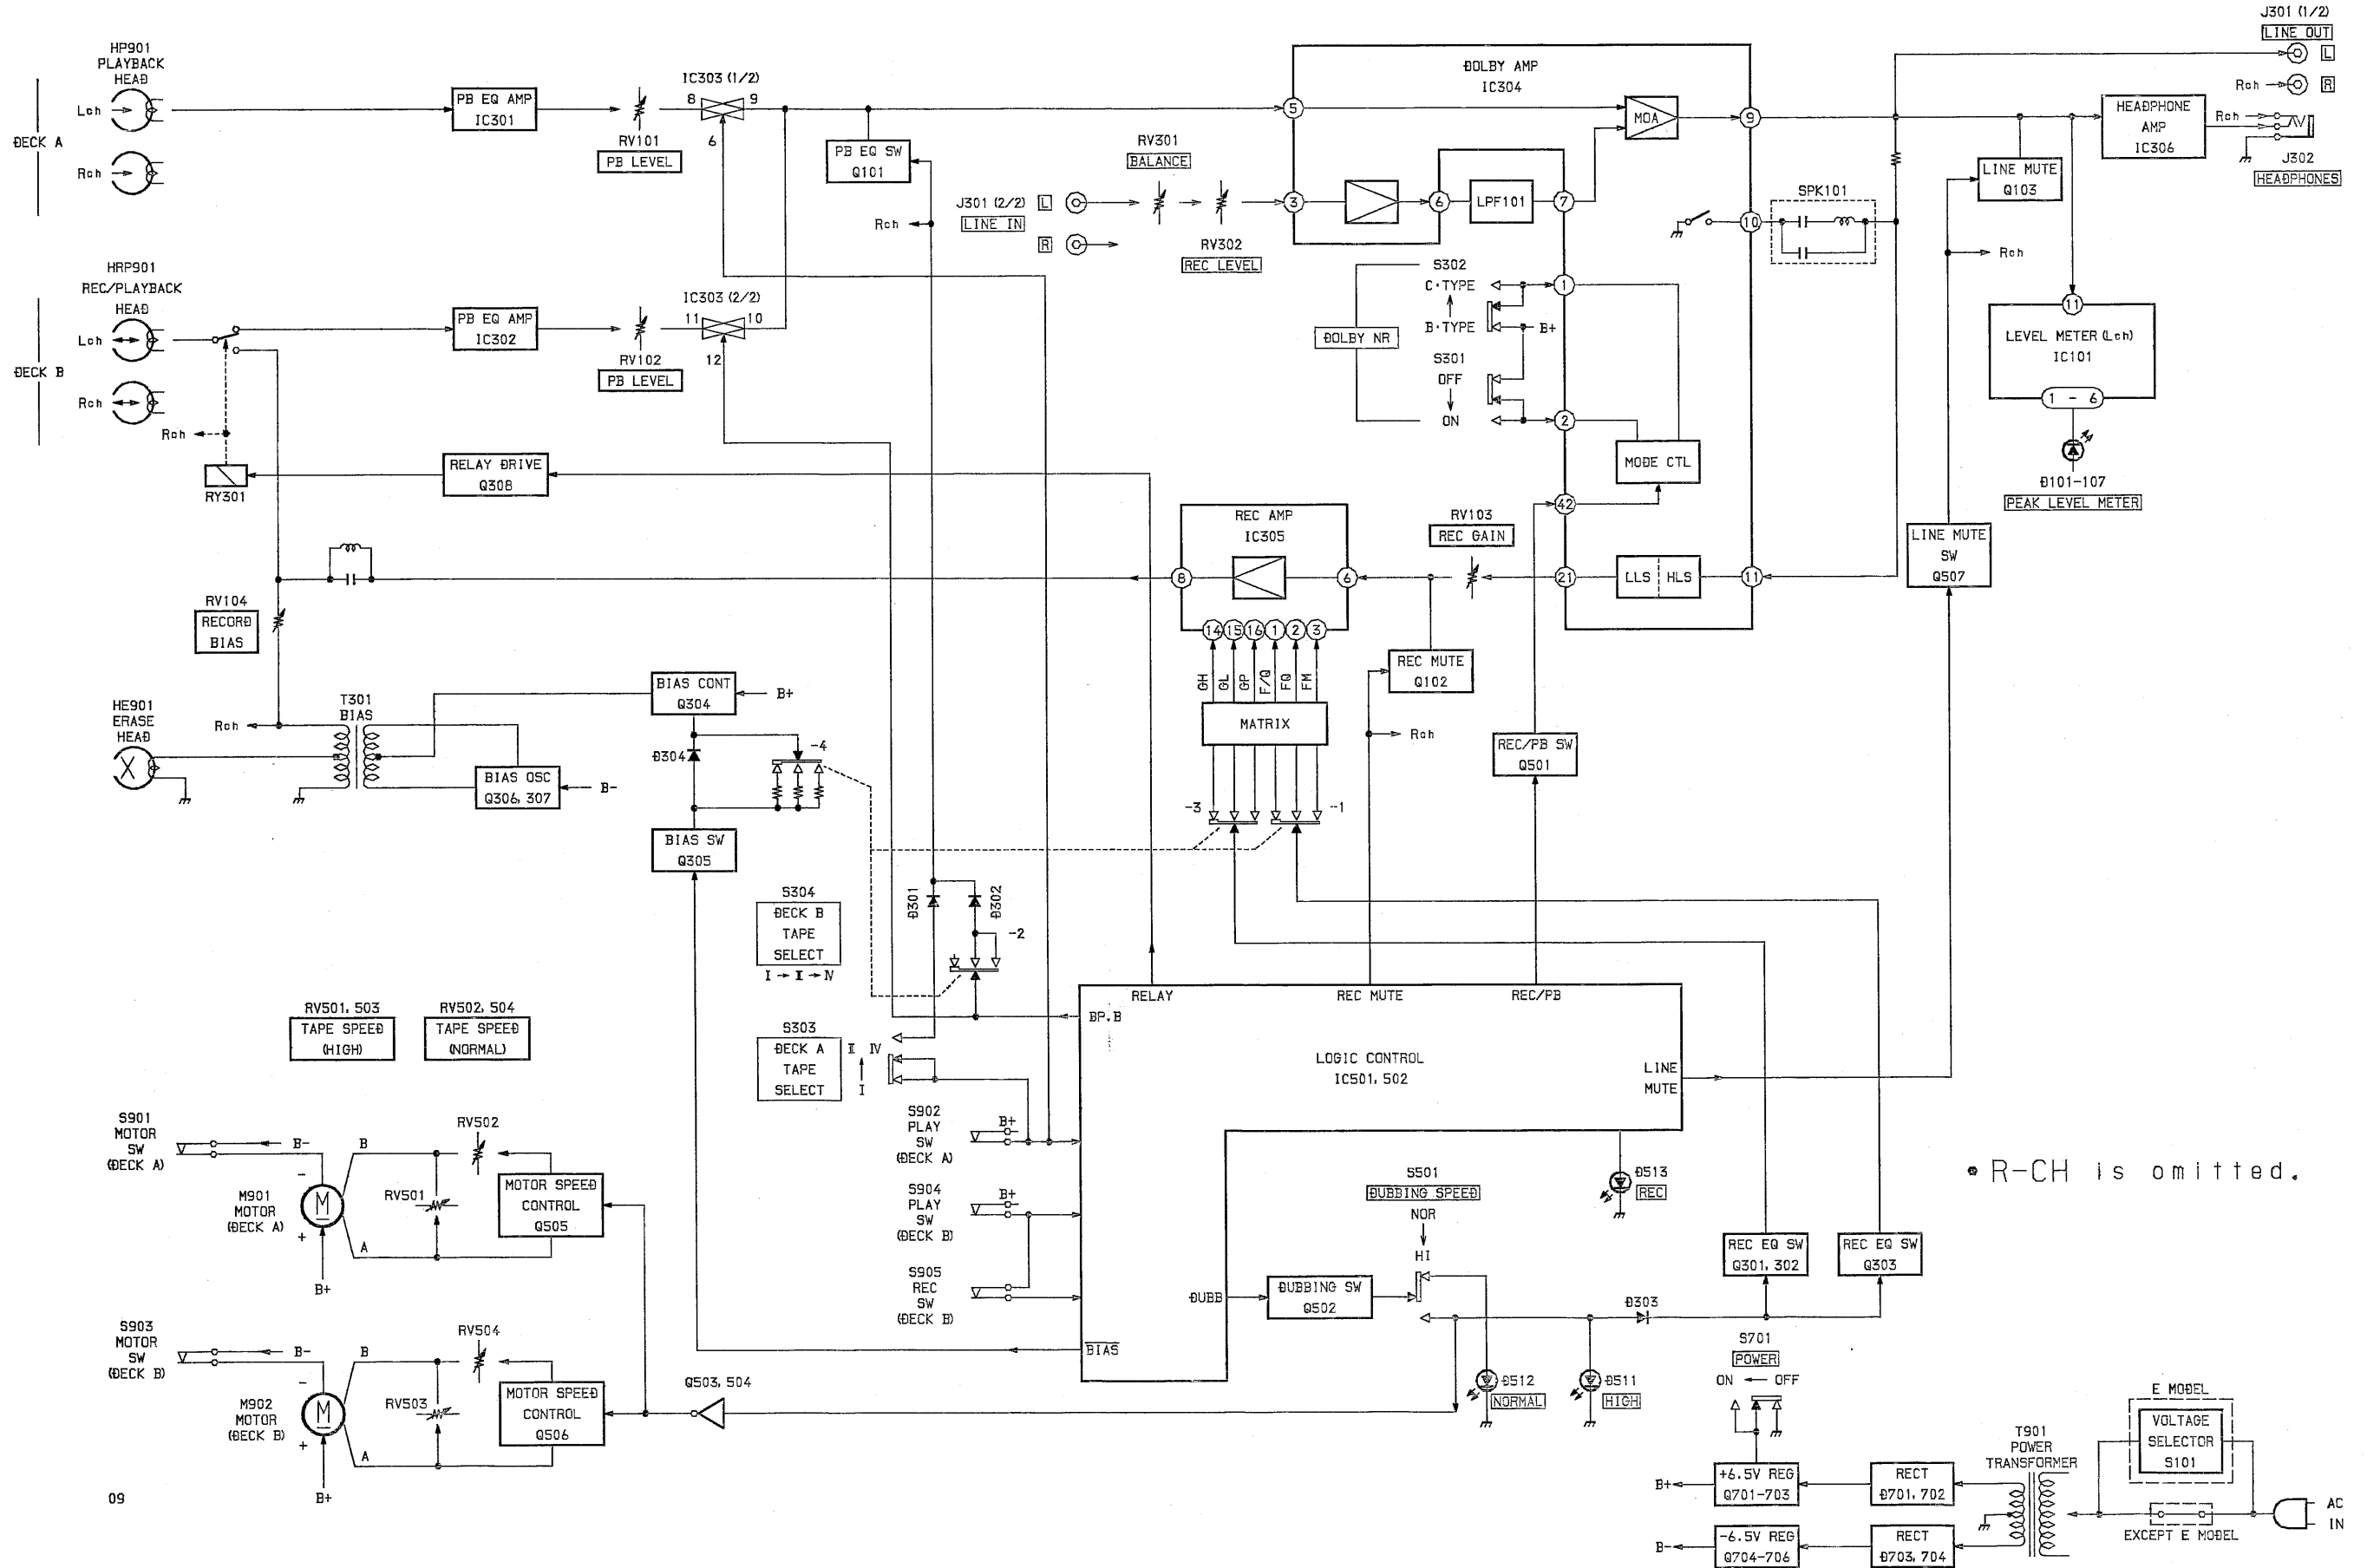 J301 (1/2)
LINE OUT
L
Rch
R
HP901
PLAYBACK
HEAD
Lch
Rch
DECK A
PB EQ AMP
IC301
RV101
PB LEVEL
IC303 (1/2)
8
9
6
PB EQ SW
Q101
Rch
DOLBY AMP
IC304
5
MOA
9
3
6
LPF101
7
10
J301 (2/2)
L
LINE IN
R
RV301
BALANCE
RV302
REC LEVEL
HEADPHONE
AMP
IC306
Rch
J302
HEADPHONES
LINE MUTE
Q103
SPK101
Rch
HRP901
REC/PLAYBACK
HEAD
Lch
Rch
DECK B
Rch
PB EQ AMP
IC302
RV102
PB LEVEL
IC303 (2/2)
11
10
12
S302
C·TYPE
B·TYPE
B+
DOLBY NR
S301
OFF
ON
1
2
MODE CTL
42
11
LEVEL METER (Lch)
IC101
1 - 6
D101-107
PEAK LEVEL METER
RY301
RELAY DRIVE
Q308
REC AMP
IC305
8
6
RV103
REC GAIN
21
LLS
HLS
11
LINE MUTE
SW
Q507
14
15
16
1
2
3
GH
GL
GP
F/Q
FQ
FM
MATRIX
-3
-1
REC MUTE
Q102
Rch
REC/PB SW
Q501
RV104
RECORD
BIAS
HE901
ERASE
HEAD
Rch
T301
BIAS
BIAS CONT
Q304
B+
BIAS OSC
Q306, 307
B-
D304
-4
BIAS SW
Q305
S304
DECK B
TAPE
SELECT
I → II → IV
D301
D302
-2
S303
DECK A
TAPE
SELECT
II IV
I
RV501, 503
TAPE SPEED
(HIGH)
RV502, 504
TAPE SPEED
(NORMAL)
RELAY
REC MUTE
REC/PB
BP.B
LOGIC CONTROL
IC501, 502
LINE
MUTE
DUBB
BIAS
S902
PLAY
SW
(DECK A)
B+
S904
PLAY
SW
(DECK B)
B+
S905
REC
SW
(DECK B)
S901
MOTOR
SW
(DECK A)
B-
B
RV502
-
M901
MOTOR
(DECK A)
M
+
RV501
MOTOR SPEED
CONTROL
Q505
A
B+
S903
MOTOR
SW
(DECK B)
B-
B
RV504
-
M902
MOTOR
(DECK B)
M
+
RV503
MOTOR SPEED
CONTROL
Q506
A
B+
Q503, 504
DUBBING SW
Q502
S501
DUBBING SPEED
NOR
HI
D513
REC
D512
NORMAL
D511
HIGH
D303
REC EQ SW
Q301, 302
REC EQ SW
Q303
• R-CH is omitted.
S701
POWER
ON ← OFF
+6.5V REG
Q701-703
B+
-6.5V REG
Q704-706
B-
RECT
D701, 702
RECT
D703, 704
T901
POWER
TRANSFORMER
E MODEL
VOLTAGE
SELECTOR
S101
EXCEPT E MODEL
AC
IN
09